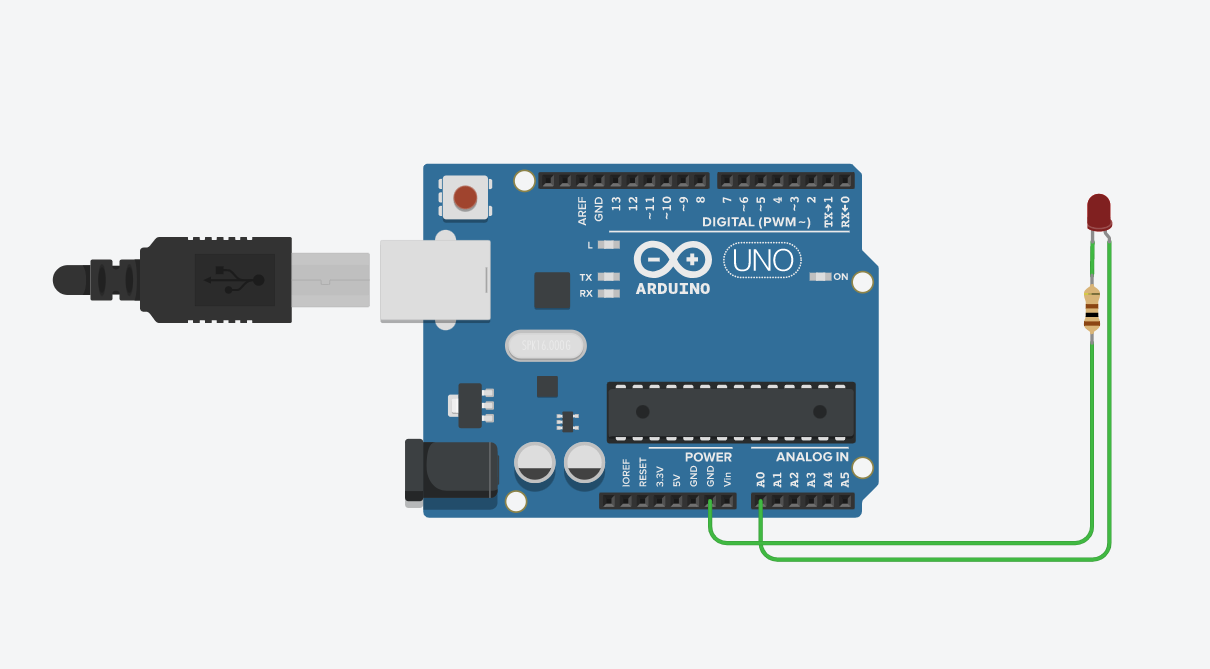 AREF
GND
13
12
~11
~10
~9
8
7
~6
~5
4
~3
2
TX→1
RX←0
DIGITAL (PWM~)
L
TX
RX
UNO
ON
ARDUINO
SPK16.000G
POWER
ANALOG IN
IOREF
RESET
3.3V
5V
GND
GND
Vin
A0
A1
A2
A3
A4
A5